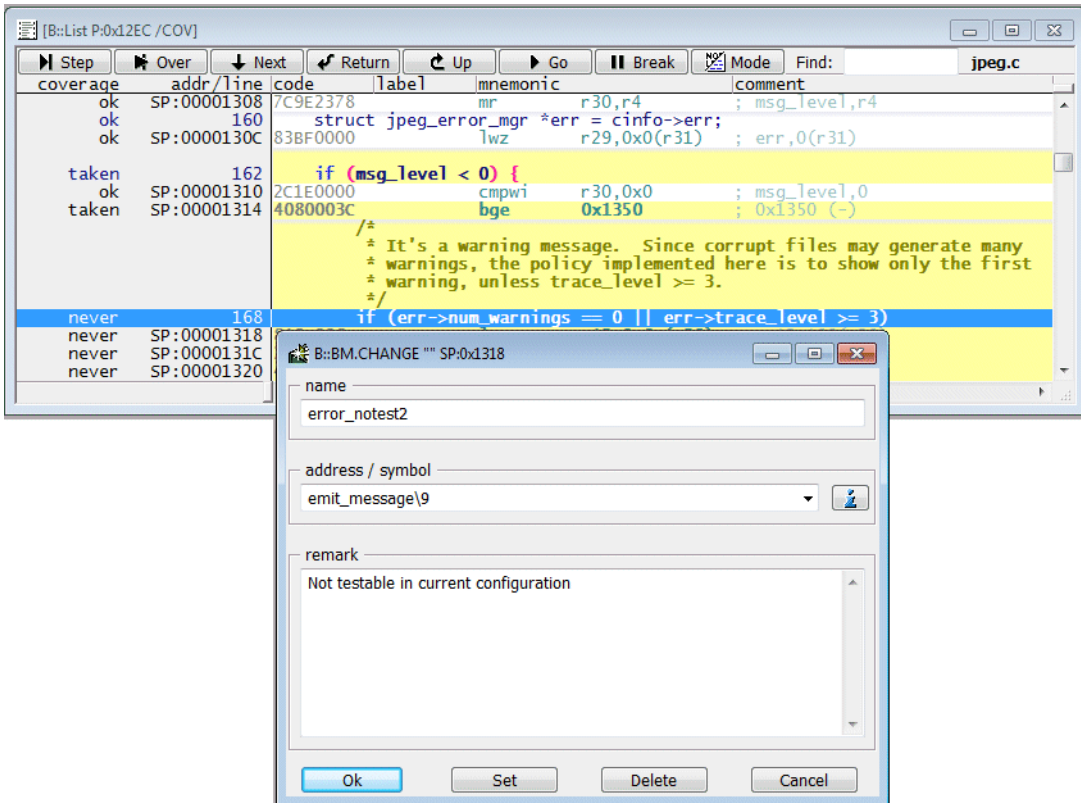 [B::List P:0x12EC /COV]
Step Over Next Return Up Go Break Mode Find: jpeg.c
coverage addr/line code label mnemonic comment
ok SP:00001308 7C9E2378 mr r30,r4 ; msg_level,r4
ok 160 struct jpeg_error_mgr *err = cinfo->err;
ok SP:0000130C 83BF0000 lwz r29,0x0(r31) ; err,0(r31)
taken 162 if (msg_level < 0) {
ok SP:00001310 2C1E0000 cmpwi r30,0x0 ; msg_level,0
taken SP:00001314 4080003C bge 0x1350 ; 0x1350 (-)
/*
* It's a warning message. Since corrupt files may generate many
* warnings, the policy implemented here is to show only the first
* warning, unless trace_level >= 3.
*/
never 168 if (err->num_warnings == 0 || err->trace_level >= 3)
never SP:00001318
never SP:0000131C
never SP:00001320
B::BM.CHANGE "" SP:0x1318
name
error_notest2
address / symbol
emit_message\9
remark
Not testable in current configuration
Ok Set Delete Cancel